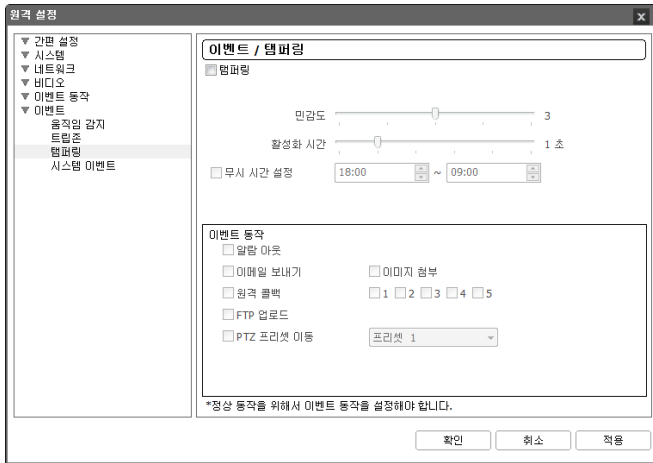 원격 설정
간편 설정
시스템
네트워크
비디오
이벤트 동작
이벤트
움직임 감지
트립존
탬퍼링
시스템 이벤트
이벤트 / 탬퍼링
탬퍼링
민감도 3
활성화 시간 1 초
무시 시간 설정 18:00 ~ 09:00
이벤트 동작
알람 아웃
이메일 보내기 이미지 첨부
원격 콜백 1 2 3 4 5
FTP 업로드
PTZ 프리셋 이동 프리셋 1
*정상 동작을 위해서 이벤트 동작을 설정해야 합니다.
확인 취소 적용